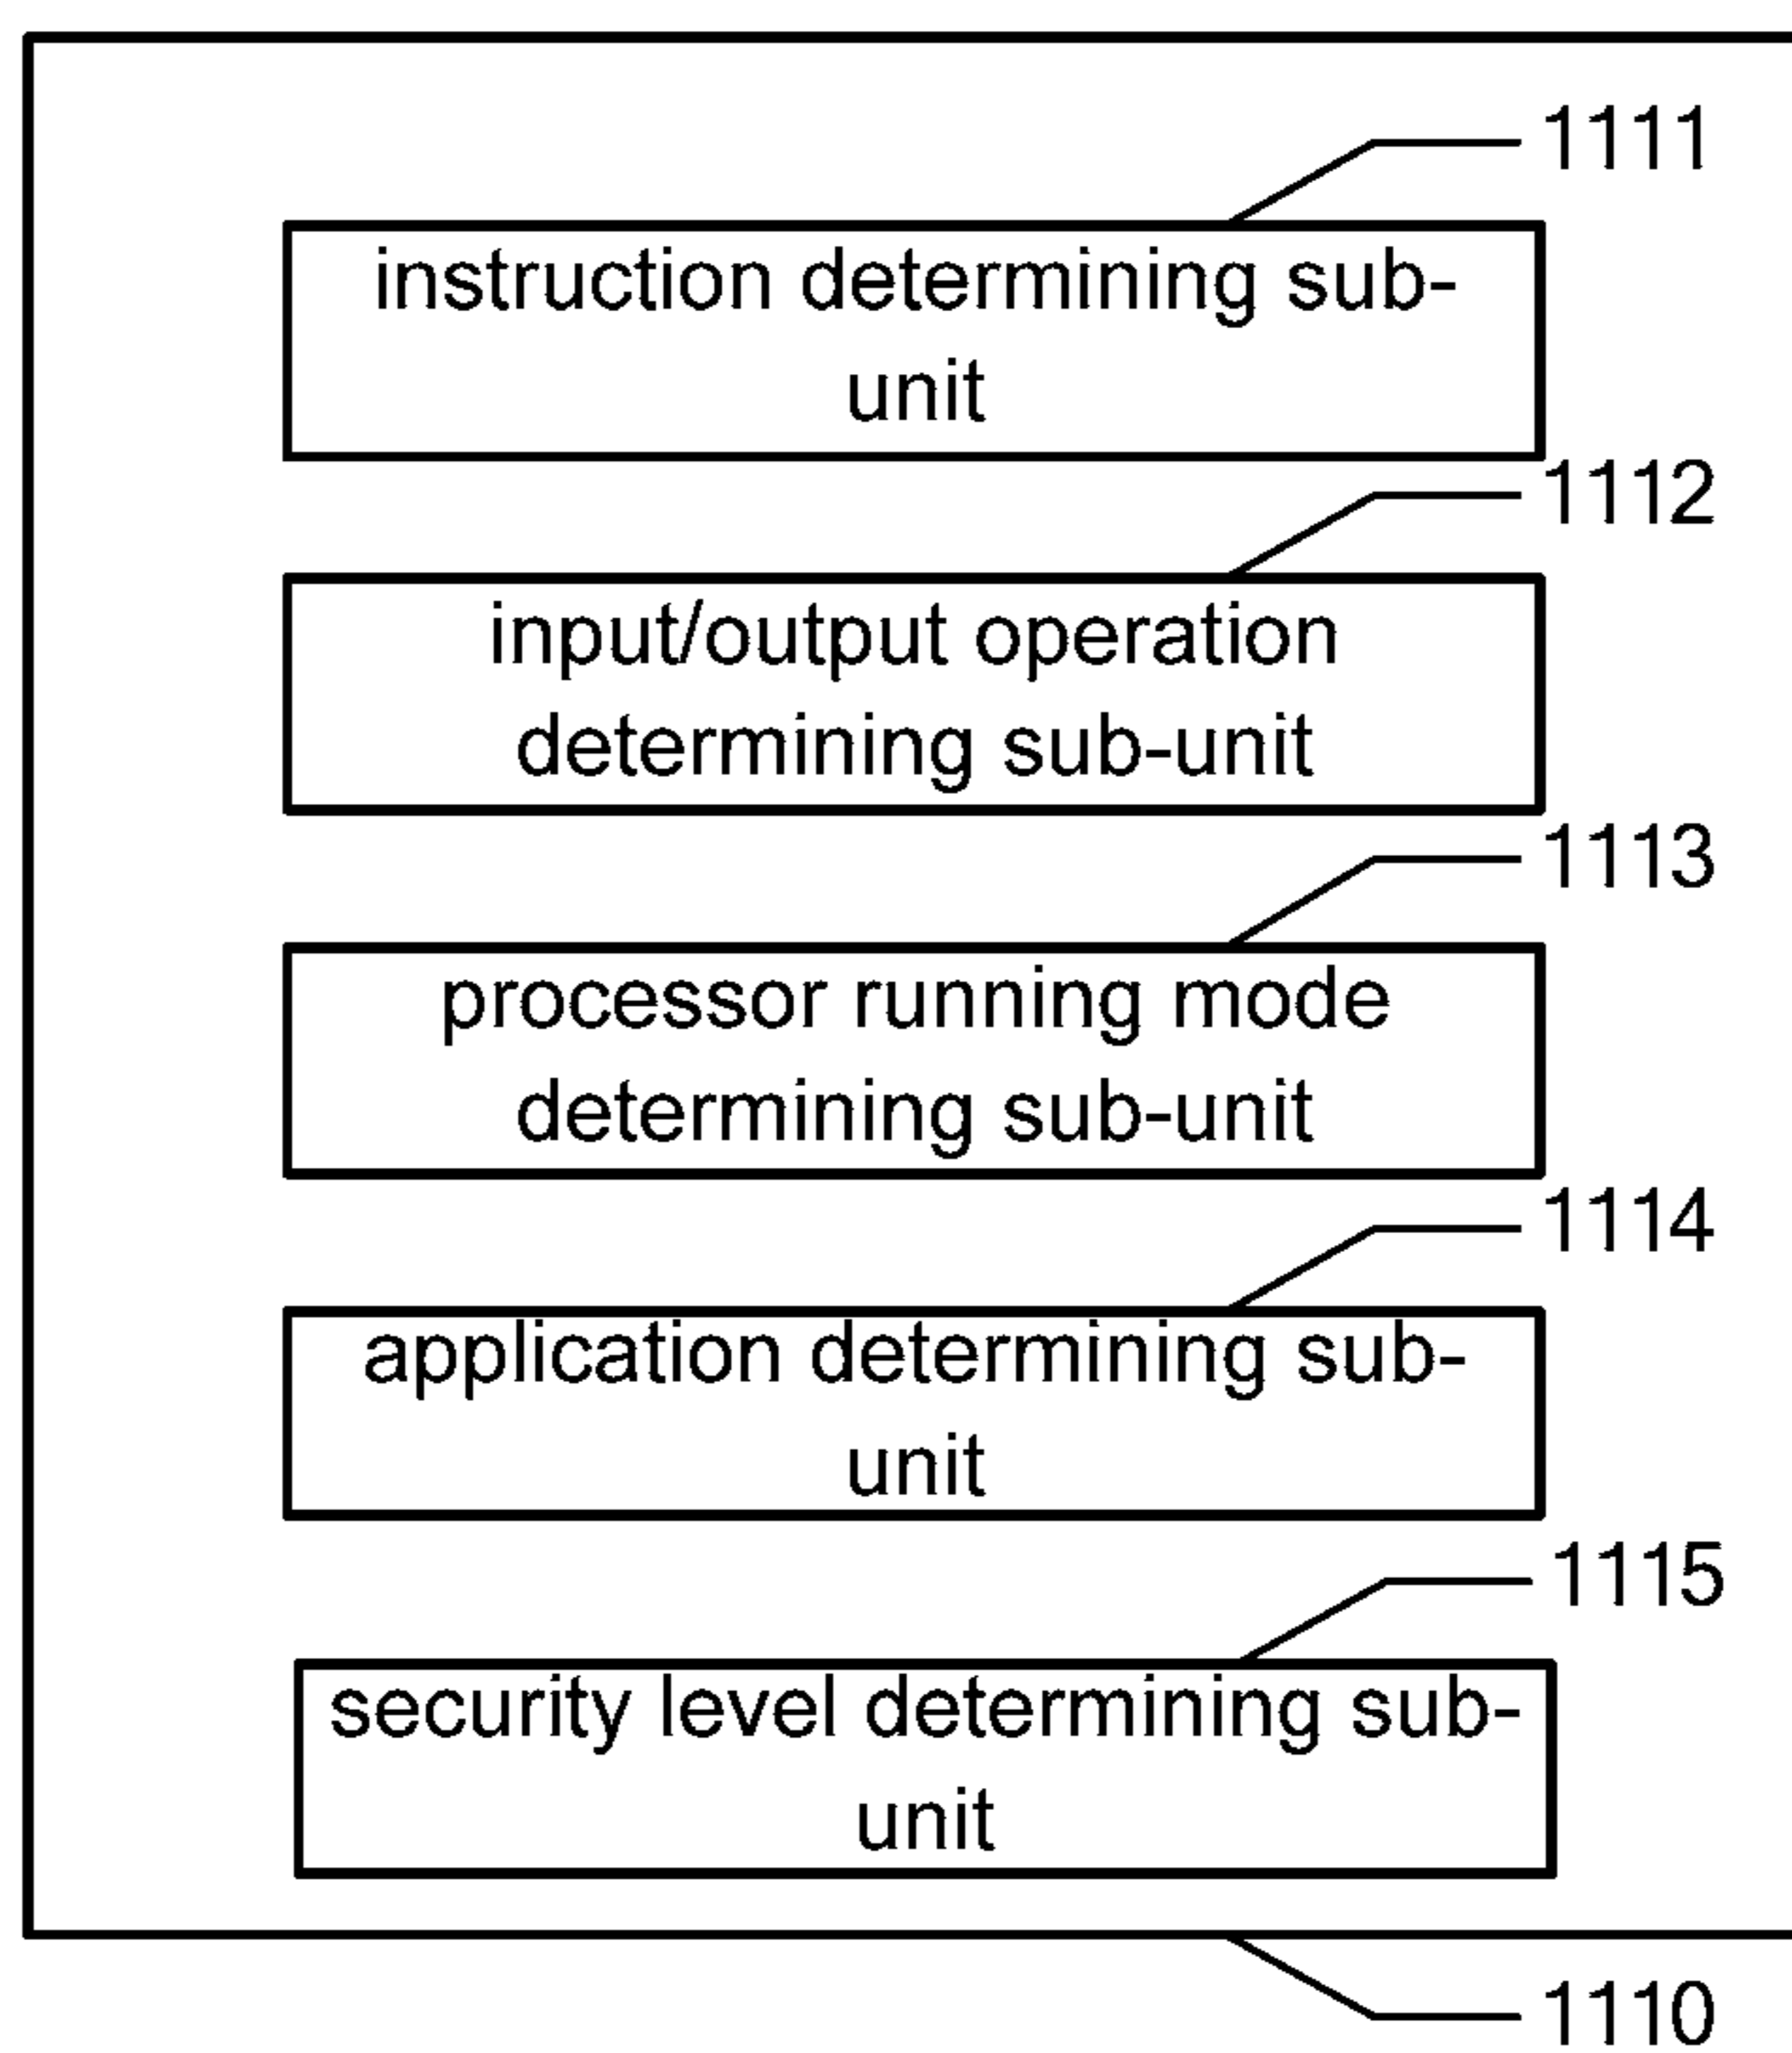 1111
instruction determining sub-
unit
1112
input/output operation
determining sub-unit
1113
processor running mode
determining sub-unit
1114
application determining sub-
unit
1115
security level determining sub-
unit
1110